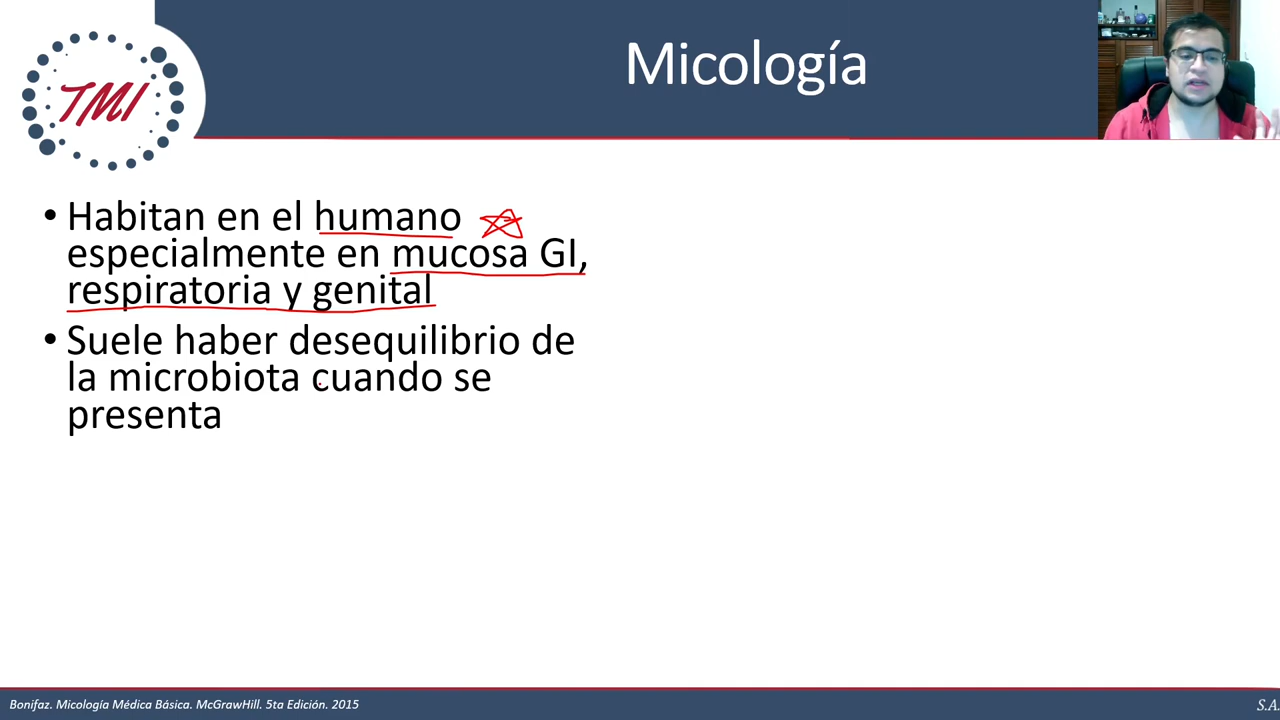 Micología
TMI
• Habitan en el humano
especialmente en mucosa GI,
respiratoria y genital
• Suele haber desequilibrio de
la microbiota cuando se
presenta
Bonifaz. Micología Médica Básica. McGrawHill. 5ta Edición. 2015
S.A.